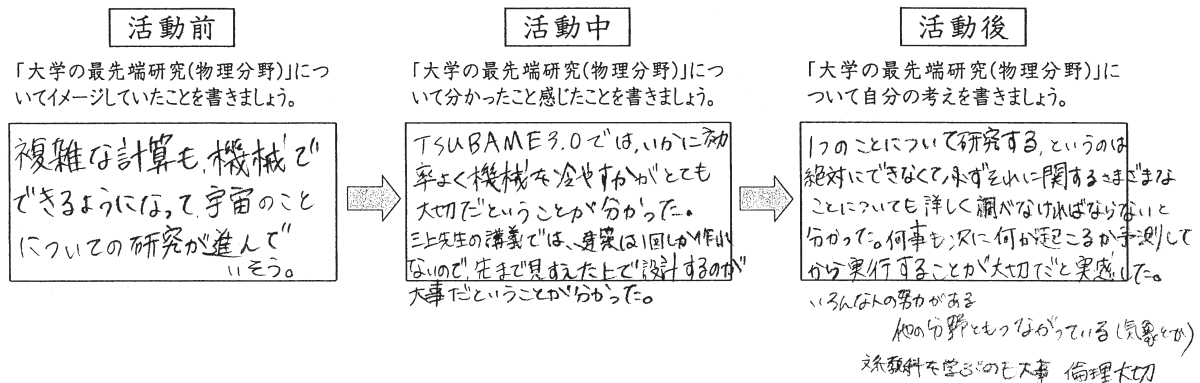 活動前
「大学の最先端研究(物理分野)」につ
いてイメージしていたことを書きましょう。
複雑な計算も、機械で
できるようになって、宇宙のこと
についての研究が進んで
いそう。
活動中
「大学の最先端研究(物理分野)」につ
いて分かったこと感じたことを書きましょう。
TSUBAME3.0では、いかに効
率よく機械を冷やすかがとても
大切だということが分かった。
三上先生の講義では、建築は1回しか作れ
ないので、先まで見すえた上で設計するのが
大事だということが分かった。
活動後
「大学の最先端研究(物理分野)」に
ついて自分の考えを書きましょう。
1つのことについて研究する、というのは
絶対にできなくて、必ずそれに関するさまざまな
ことについても詳しく調べなければならないと
分かった。何事も次に何が起こるか予測して
から実行することが大切だと実感した。
いろんな人の努力がある
他の分野ともつながっている(気象とか)
文系教科を学ぶのも大事 倫理大切